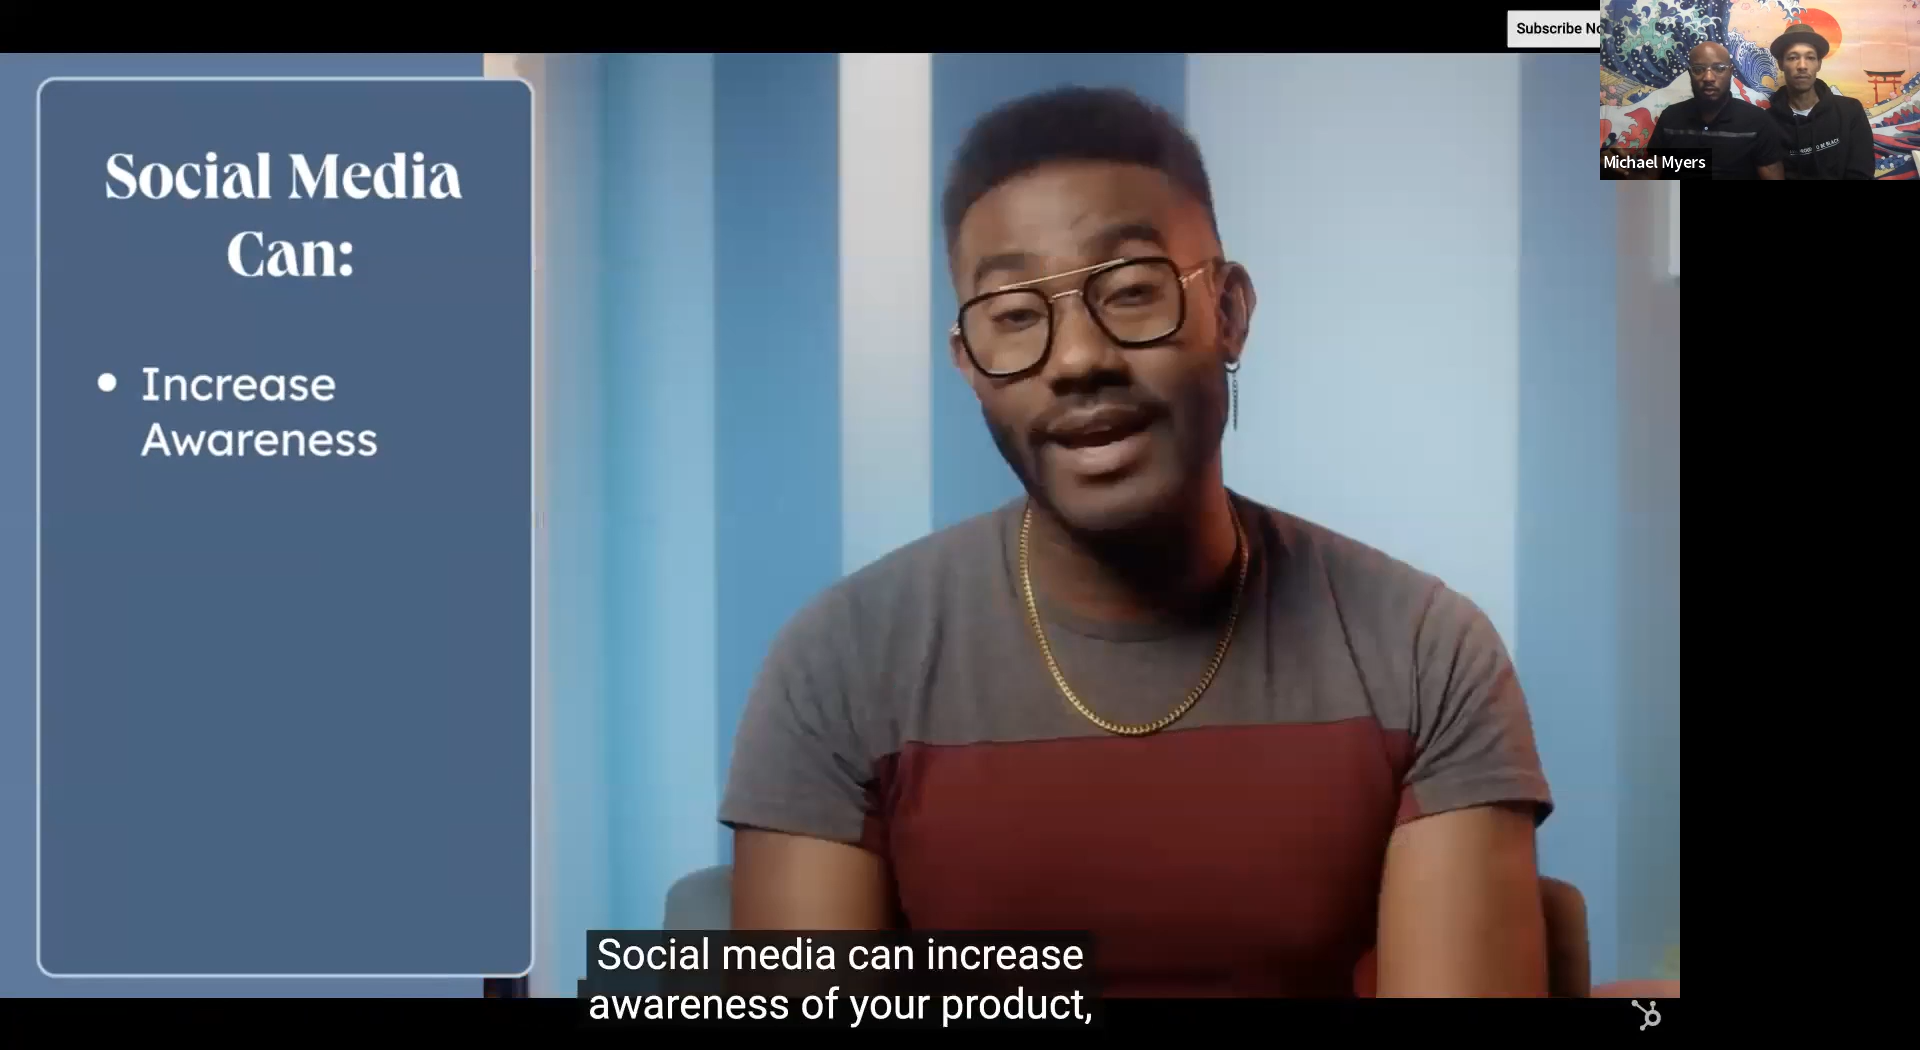 Subscribe No
Michael Myers
Social Media
Can:
• Increase
Awareness
Social media can increase
awareness of your product,